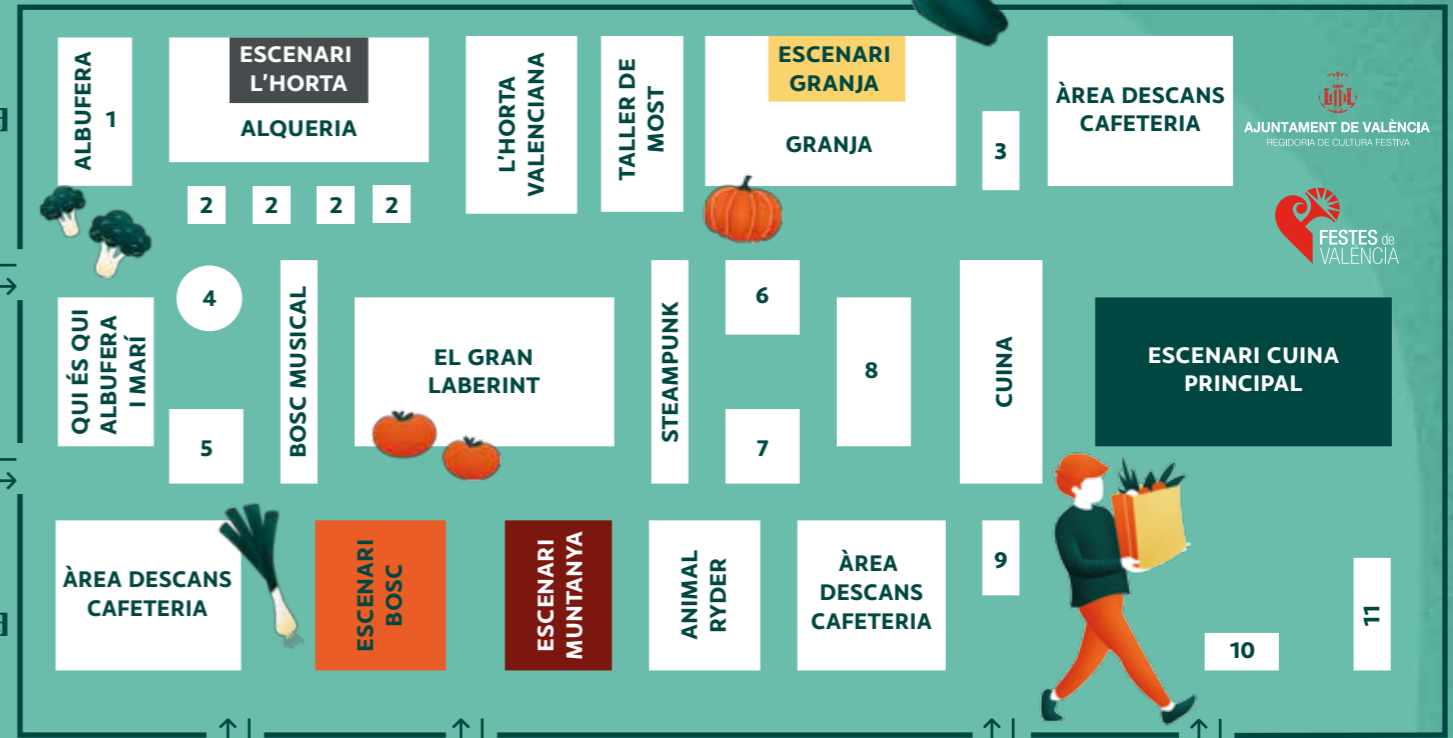 ALBUFERA
1
ESCENARI
L'HORTA
ALQUERIA
L'HORTA
VALENCIANA
TALLER DE
MOST
ESCENARI
GRANJA
GRANJA
3
ÀREA DESCANS
CAFETERIA
AJUNTAMENT DE VALÈNCIA
REGIDORIA DE CULTURA FESTIVA
2
2
2
2
FESTES de
VALÈNCIA
QUI ÉS QUI
ALBUFERA
I MARÍ
4
5
BOSC MUSICAL
EL GRAN
LABERINT
STEAMPUNK
6
7
8
CUINA
ESCENARI CUINA
PRINCIPAL
ÀREA DESCANS
CAFETERIA
ESCENARI
BOSC
ESCENARI
MUNTANYA
ANIMAL
RYDER
ÀREA
DESCANS
CAFETERIA
9
10
11